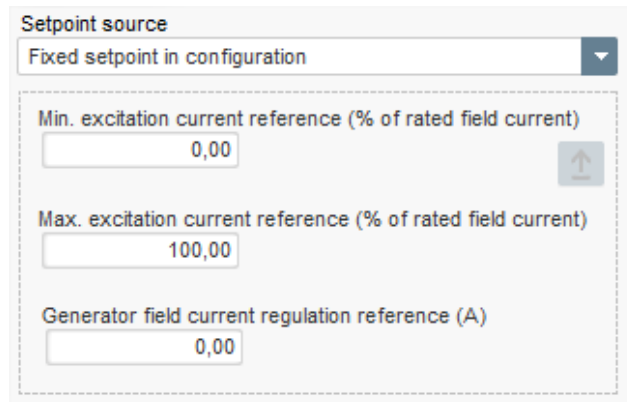 Setpoint source
Fixed setpoint in configuration
Min. excitation current reference (% of rated field current)
0,00
Max. excitation current reference (% of rated field current)
100,00
Generator field current regulation reference (A)
0,00